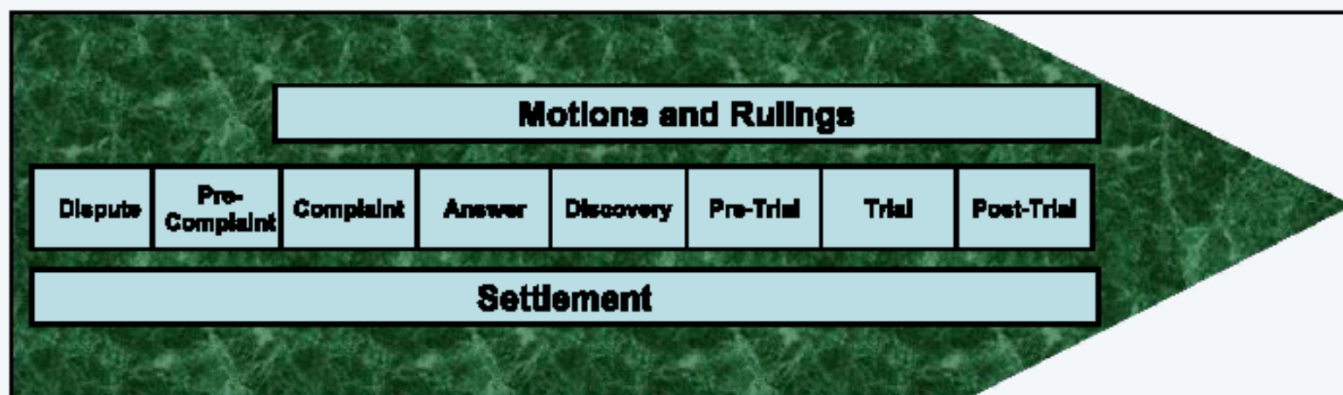 Motions and Rulings
Dispute
Pre-
Complaint
Complaint
Answer
Discovery
Pre-Trial
Trial
Post-Trial
Settlement